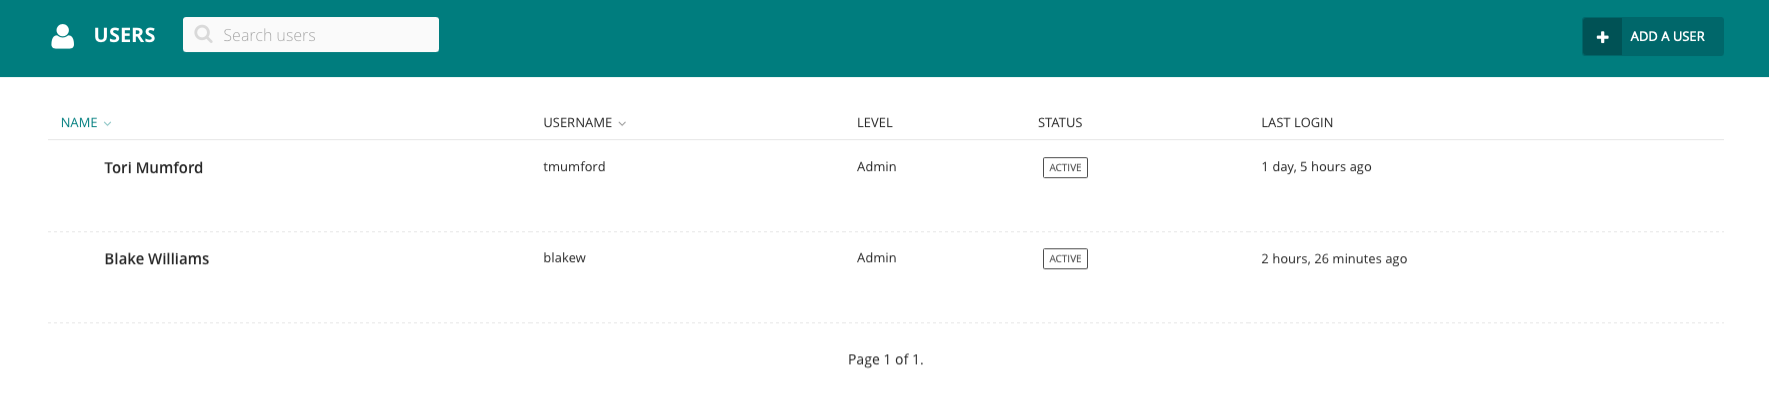 USERS Search users ADD A USER
NAME USERNAME LEVEL STATUS LAST LOGIN
Tori Mumford tmumford Admin ACTIVE 1 day, 5 hours ago
Blake Williams blakew Admin ACTIVE 2 hours, 26 minutes ago
Page 1 of 1.